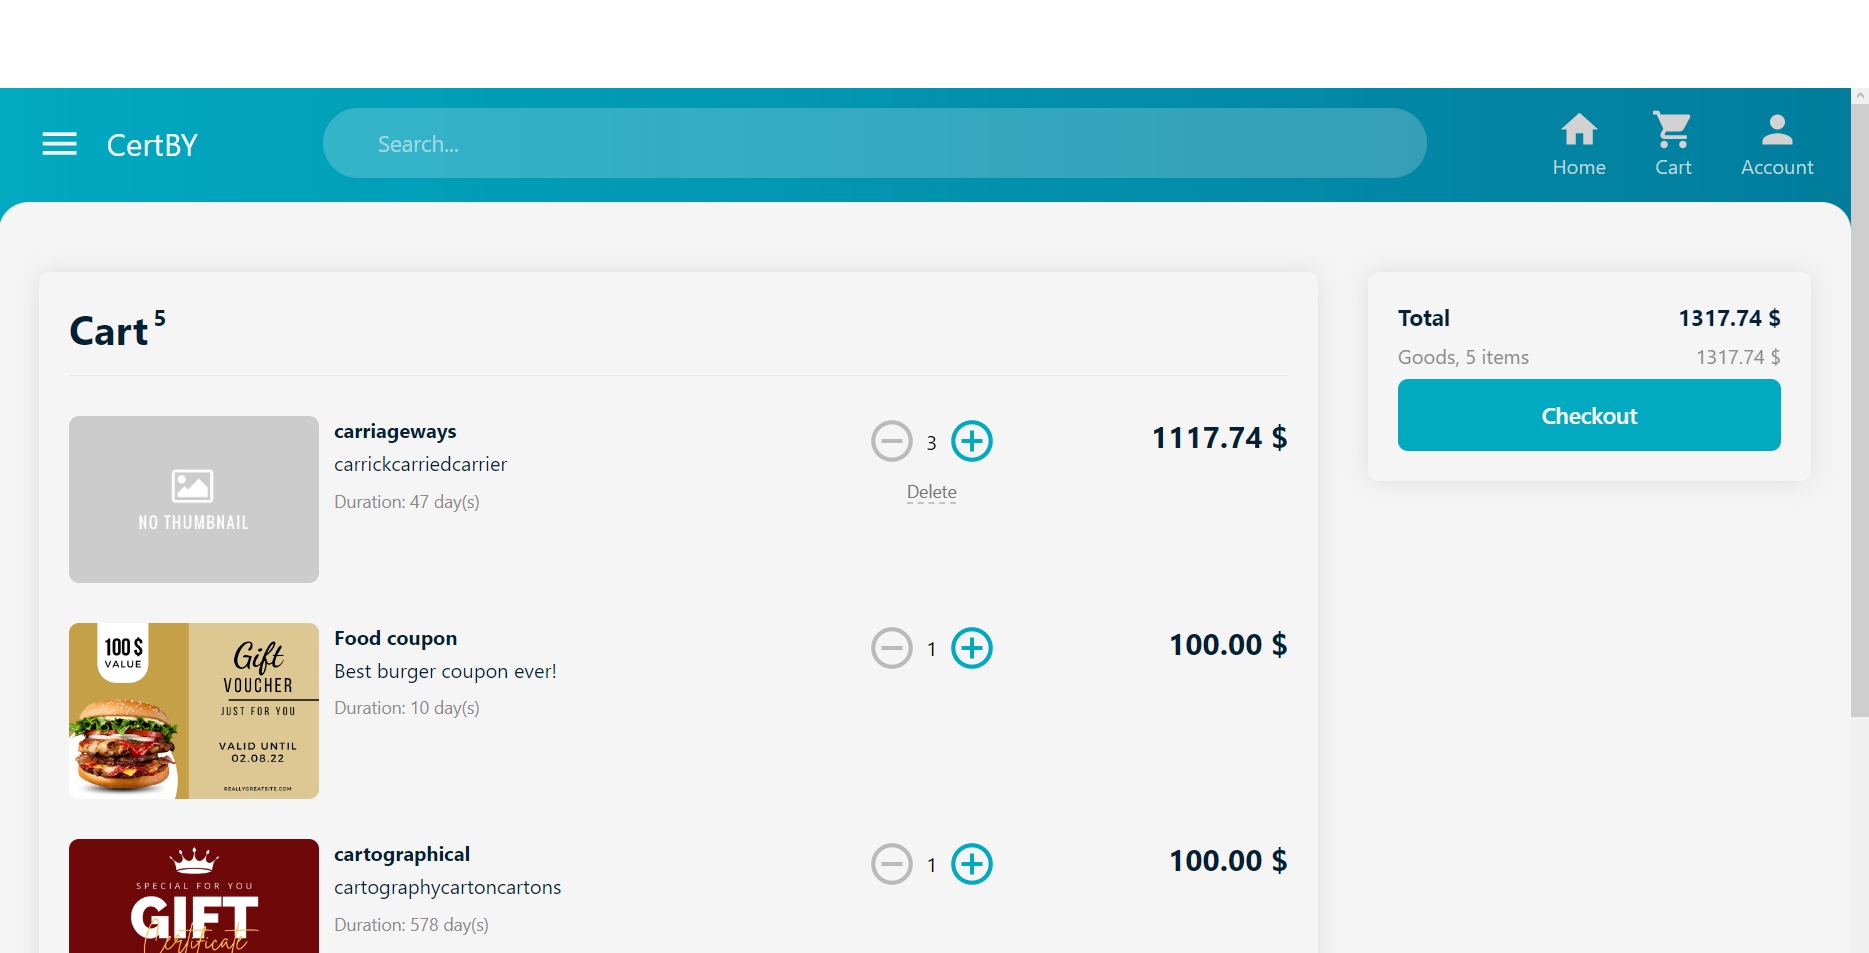 CertBY
Search...
Home
Cart
Account
Cart 5
carriageways
carrickcarriedcarrier
Duration: 47 day(s)
3
Delete
1117.74 $
NO THUMBNAIL
Food coupon
Best burger coupon ever!
Duration: 10 day(s)
1
100.00 $
100 $
VALUE
Gift
VOUCHER
JUST FOR YOU
VALID UNTIL
02.08.22
REALLYGREATSITE.COM
cartographical
cartographycartoncartons
Duration: 578 day(s)
1
100.00 $
SPECIAL FOR YOU
GIFT
Certificate
Total
1317.74 $
Goods, 5 items
1317.74 $
Checkout